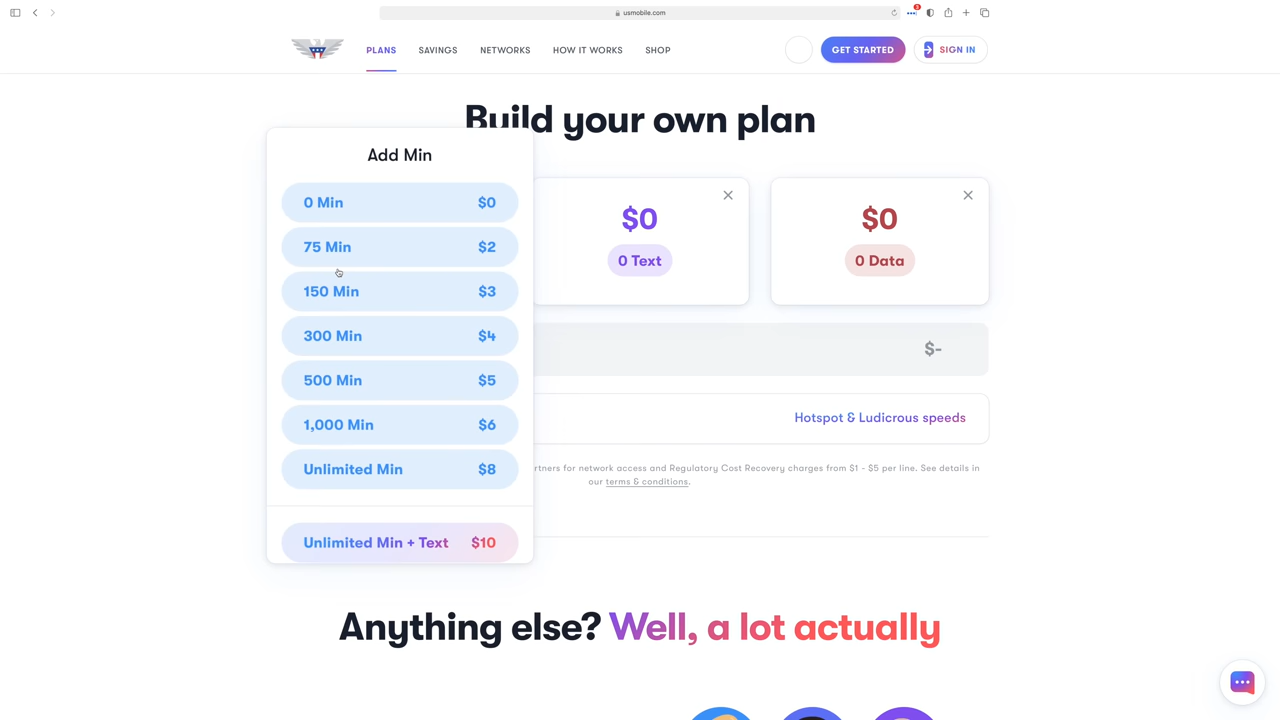 usmobile.com
3
PLANS
SAVINGS
NETWORKS
HOW IT WORKS
SHOP
GET STARTED
SIGN IN
Build your own plan
Add Min
0 Min $0
75 Min $2
150 Min $3
300 Min $4
500 Min $5
1,000 Min $6
Unlimited Min $8
Unlimited Min + Text $10
$0
0 Text
$0
0 Data
$-
Hotspot & Ludicrous speeds
rtners for network access and Regulatory Cost Recovery charges from $1 - $5 per line. See details in
our terms & conditions.
Anything else? Well, a lot actually